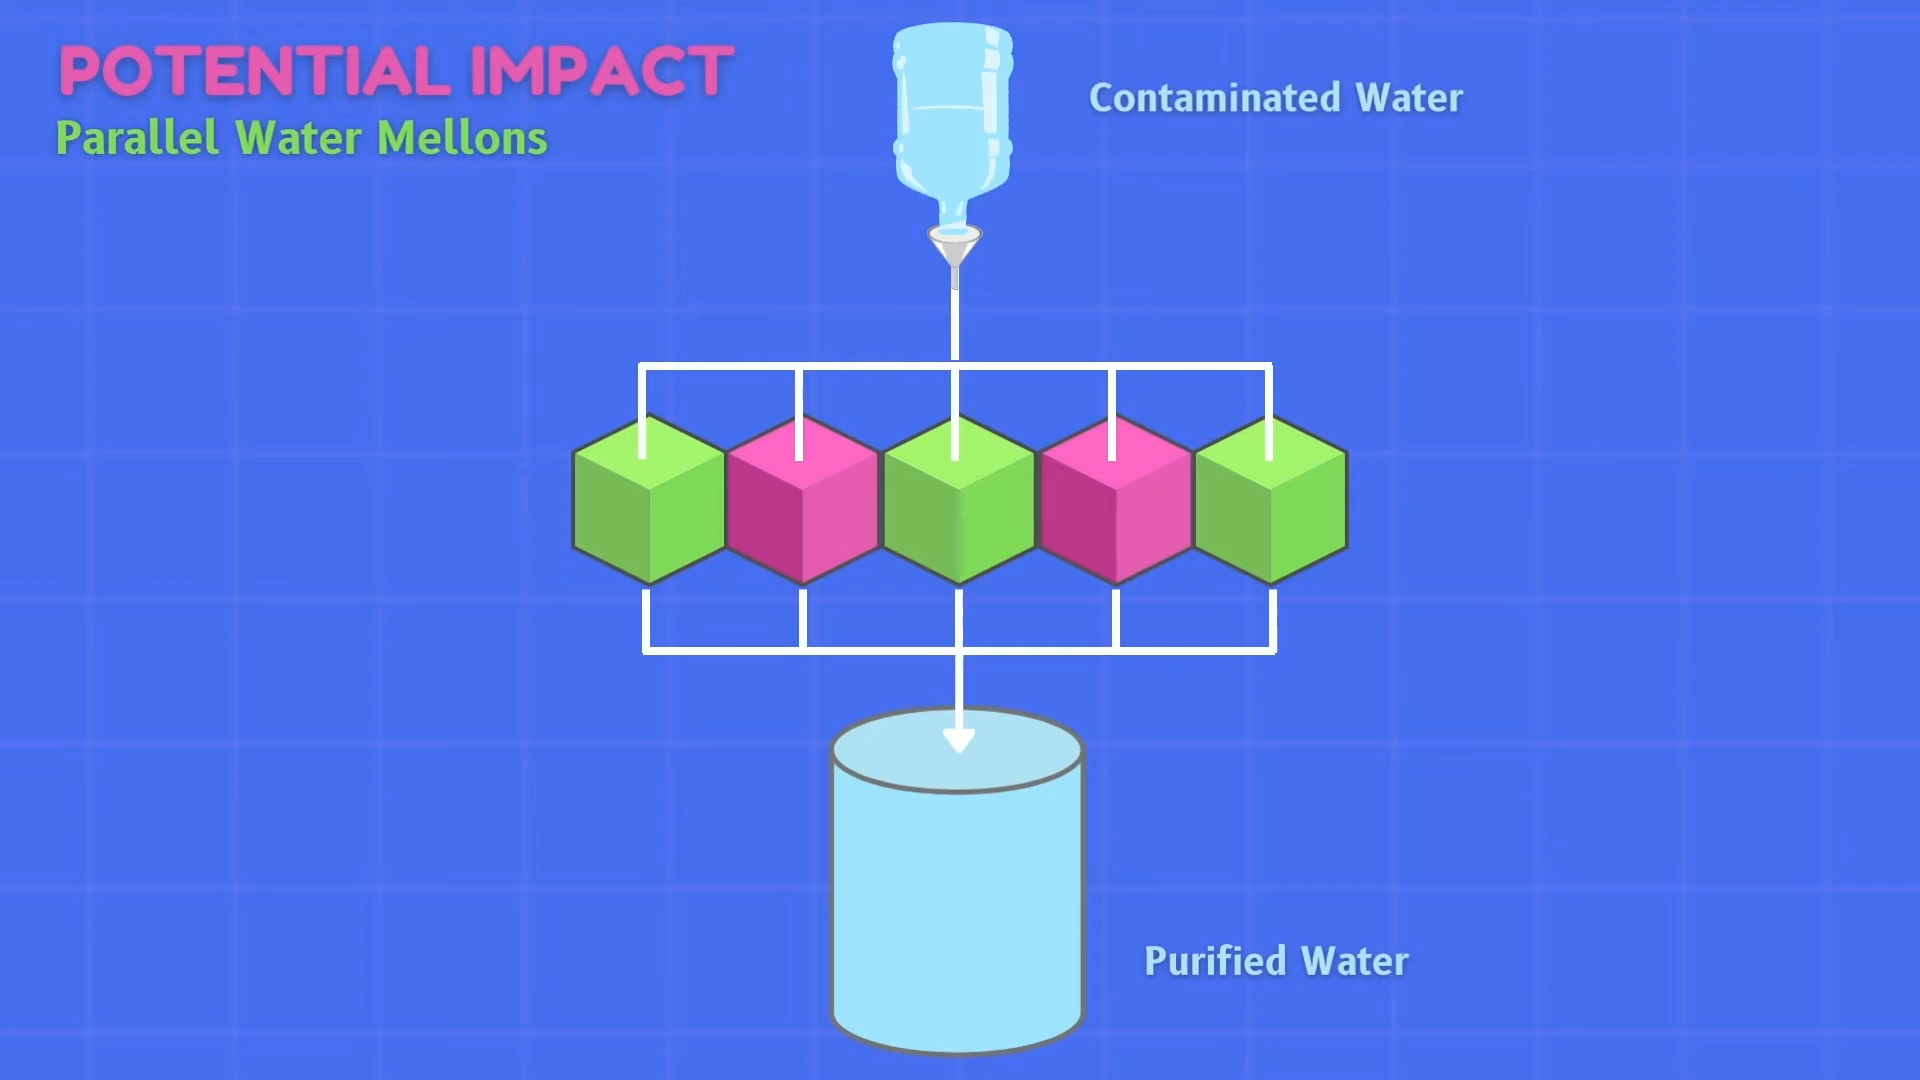 POTENTIAL IMPACT
Parallel Water Mellons
Contaminated Water
Purified Water